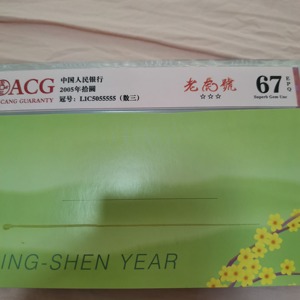 ACG
CANG GUARANTY
中国人民银行
2005年拾圆
冠号：LIC5055555（数三）
老虎號
☆☆☆
67
EPQ
Superb Gem Unc
ING-SHEN YEAR